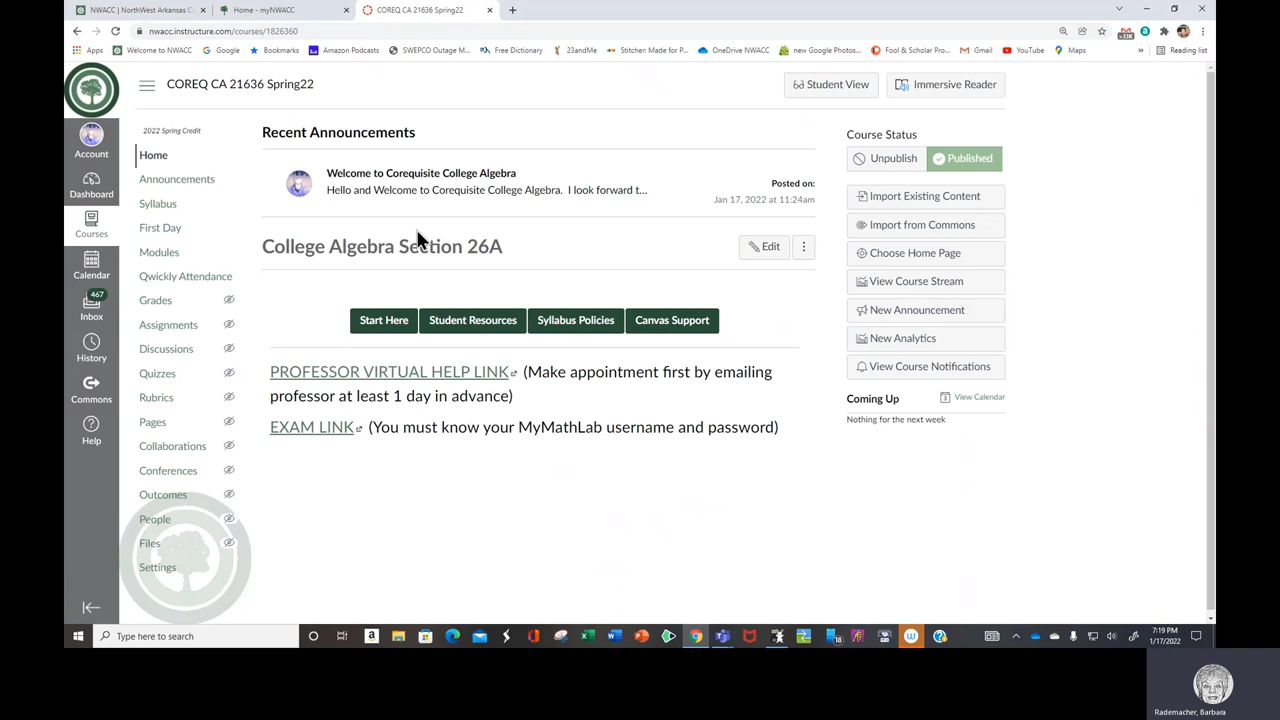 NWACC | NorthWest Arkansas C
Home - myNWACC
COREQ CA 21636 Spring22
nwacc.instructure.com/courses/1826360
Apps
Welcome to NWACC
Google
Bookmarks
Amazon Podcasts
SWEPCO Outage M...
Free Dictionary
23andMe
Stitcher: Made for P...
OneDrive NWACC
new Google Photos...
Fool & Scholar Pro...
Gmail
YouTube
Maps
»
Reading list
COREQ CA 21636 Spring22
Student View
Immersive Reader
Account
Dashboard
Courses
Calendar
467
Inbox
History
Commons
Help
2022 Spring Credit
Home
Announcements
Syllabus
First Day
Modules
Qwickly Attendance
Grades
Assignments
Discussions
Quizzes
Rubrics
Pages
Collaborations
Conferences
Outcomes
People
Files
Settings
Recent Announcements
Welcome to Corequisite College Algebra
Hello and Welcome to Corequisite College Algebra. I look forward t...
Posted on:
Jan 17, 2022 at 11:24am
College Algebra Section 26A
Edit
Start Here
Student Resources
Syllabus Policies
Canvas Support
PROFESSOR VIRTUAL HELP LINK (Make appointment first by emailing
professor at least 1 day in advance)
EXAM LINK (You must know your MyMathLab username and password)
Course Status
Unpublish
Published
Import Existing Content
Import from Commons
Choose Home Page
View Course Stream
New Announcement
New Analytics
View Course Notifications
Coming Up
View Calendar
Nothing for the next week
Type here to search
7:19 PM
1/17/2022
Rademacher, Barbara